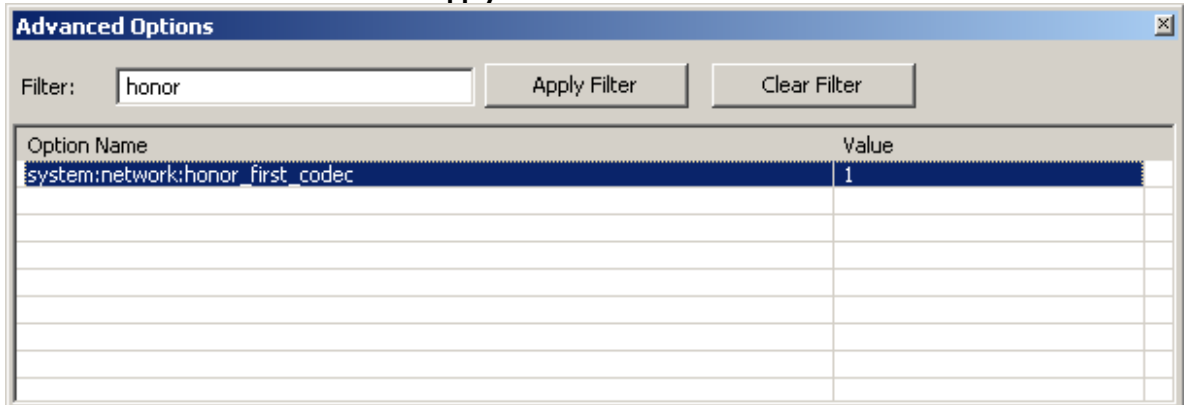 Advanced Options
Filter: honor Apply Filter Clear Filter
Option Name Value
system:network:honor_first_codec 1